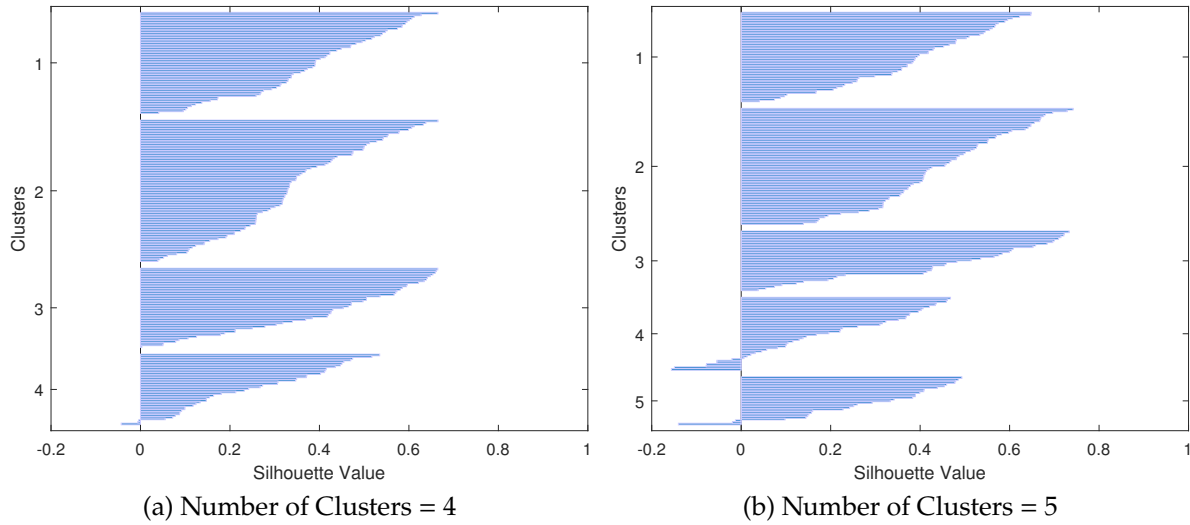 Clusters
1
2
3
4
-0.2 0 0.2 0.4 0.6 0.8 1
Silhouette Value
(a) Number of Clusters = 4
Clusters
1
2
3
4
5
-0.2 0 0.2 0.4 0.6 0.8 1
Silhouette Value
(b) Number of Clusters = 5